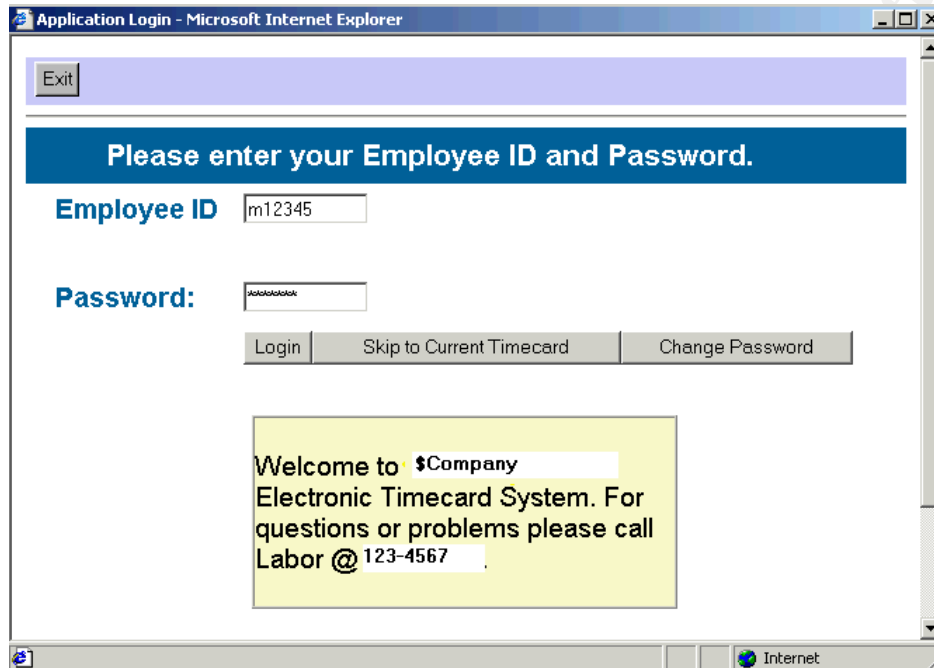 Application Login - Microsoft Internet Explorer
Exit
Please enter your Employee ID and Password.
Employee ID m12345
Password: ********
Login Skip to Current Timecard Change Password
Welcome to $Company
Electronic Timecard System. For
questions or problems please call
Labor @ 123-4567 .
Internet